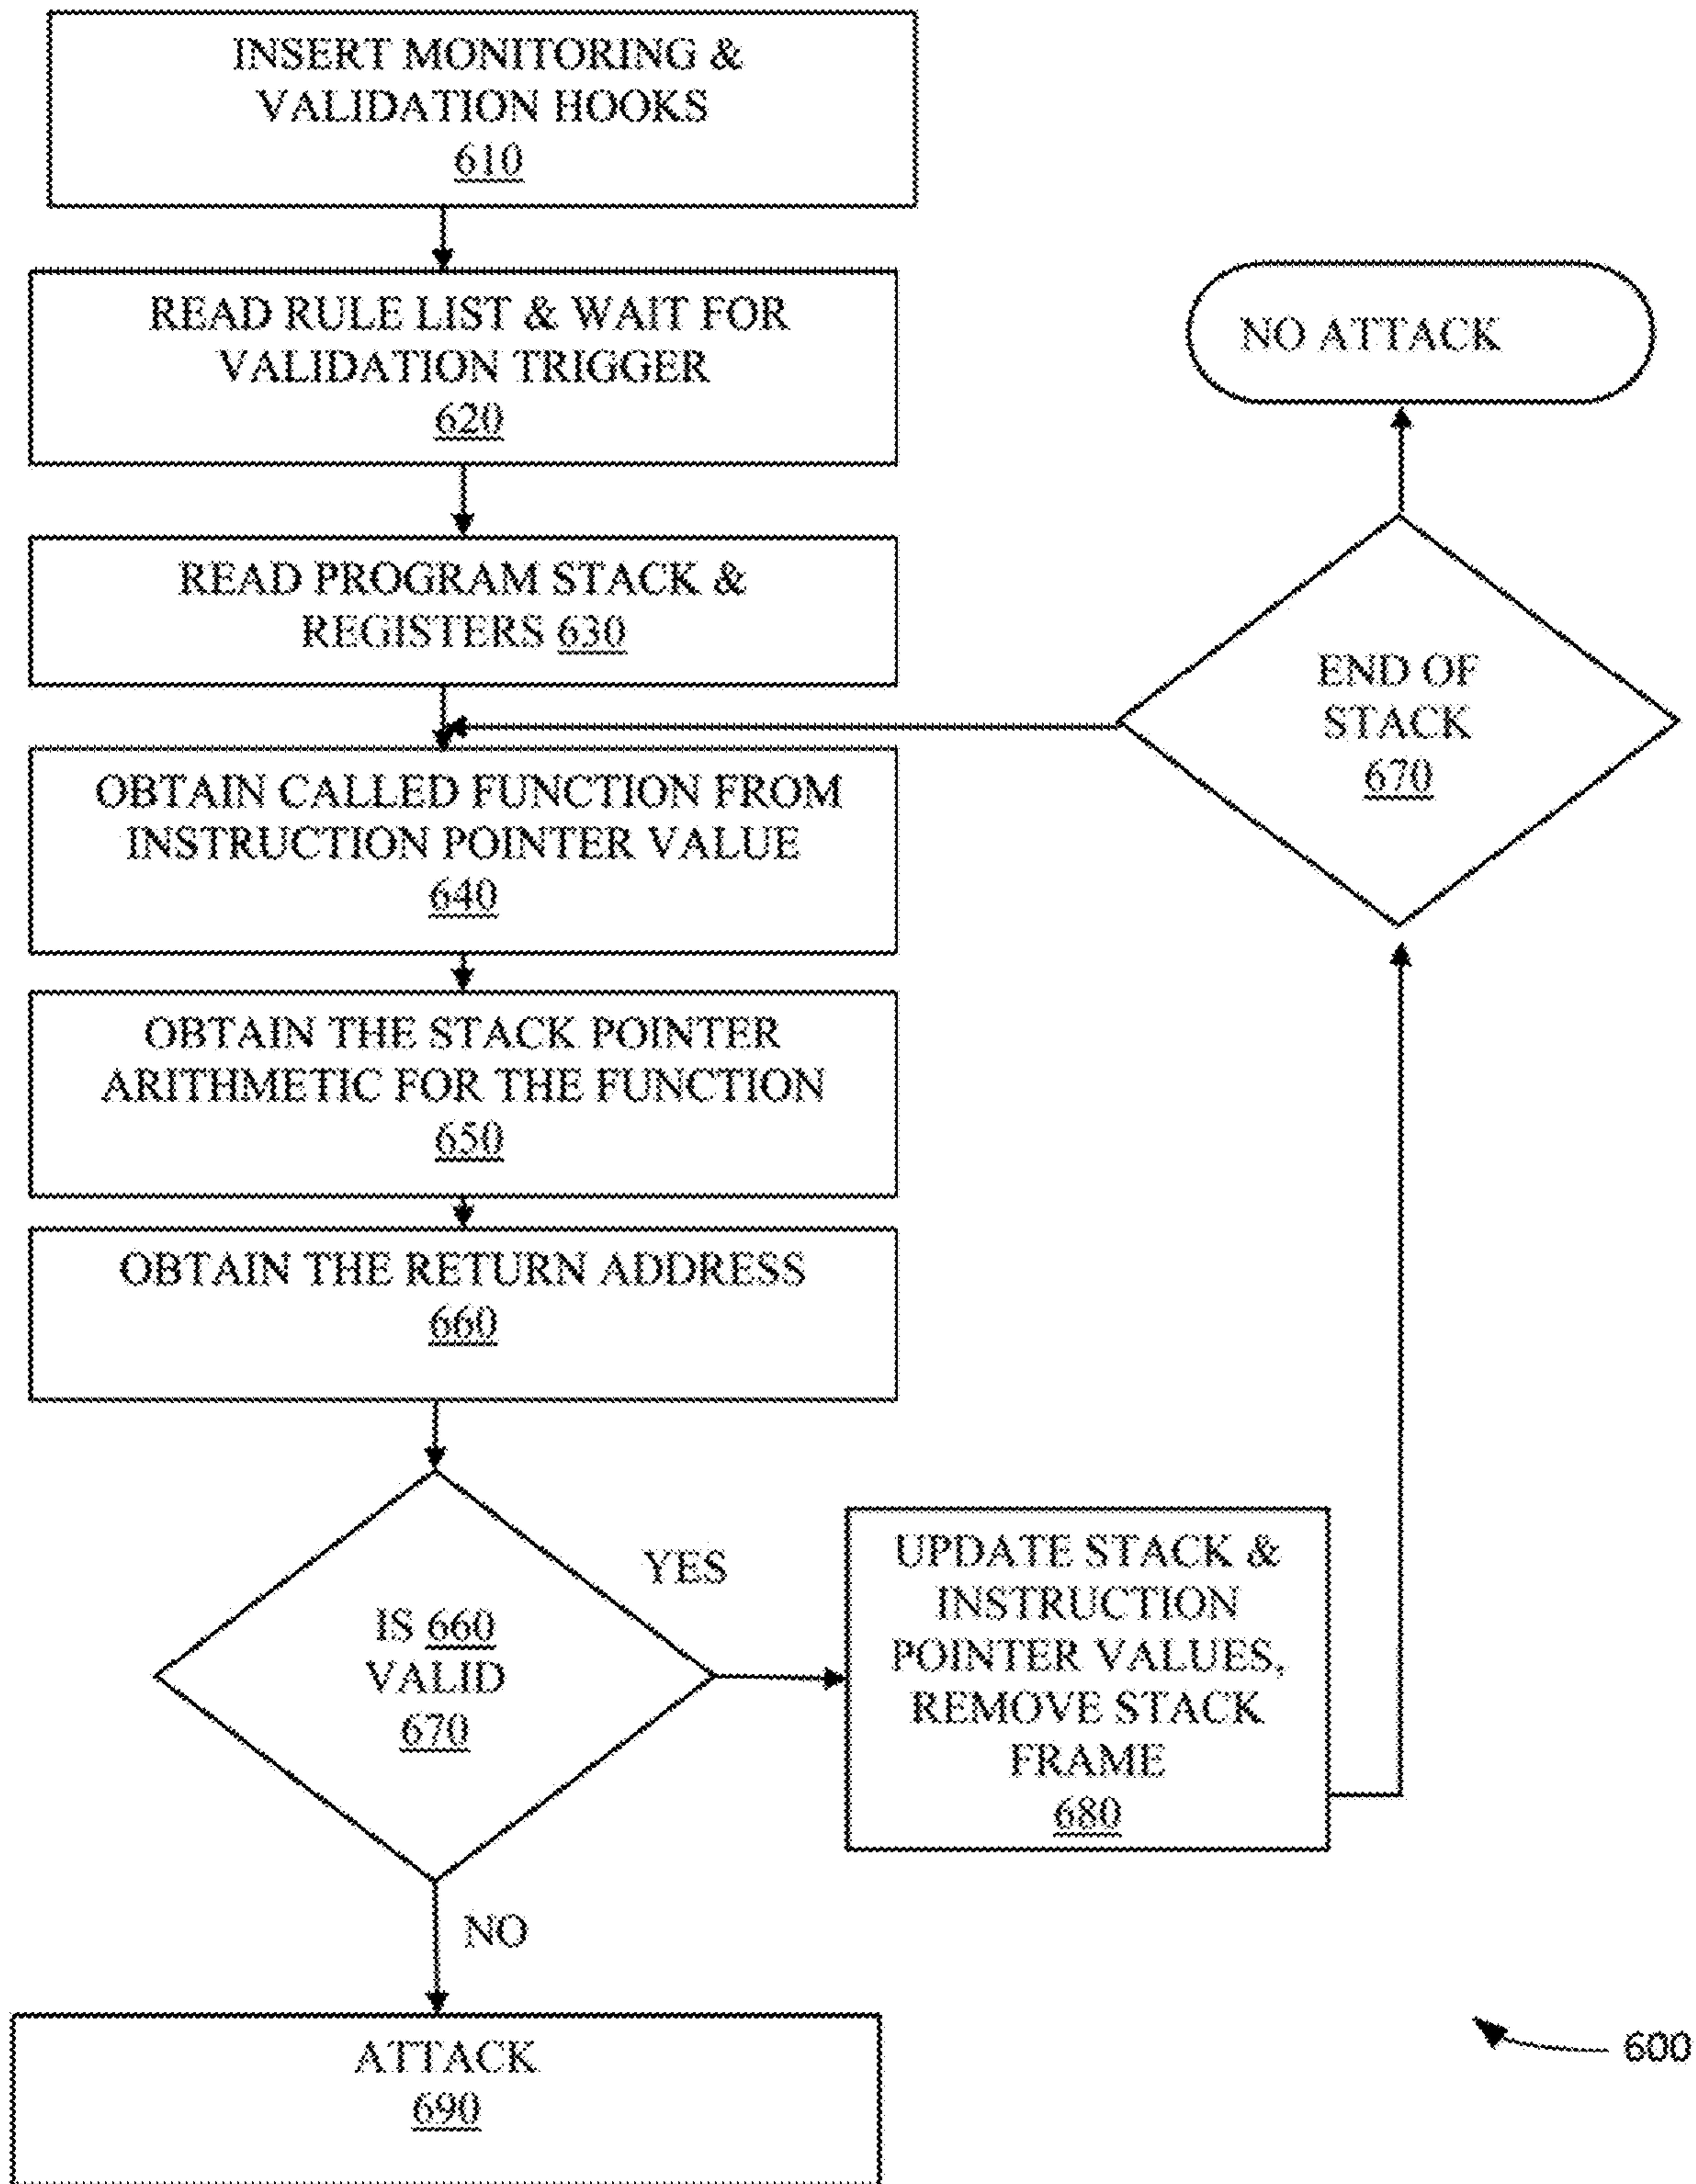 INSERT MONITORING &
VALIDATION HOOKS
610
READ RULE LIST & WAIT FOR
VALIDATION TRIGGER
620
NO ATTACK
READ PROGRAM STACK &
REGISTERS 630
END OF
STACK
670
OBTAIN CALLED FUNCTION FROM
INSTRUCTION POINTER VALUE
640
OBTAIN THE STACK POINTER
ARITHMETIC FOR THE FUNCTION
650
OBTAIN THE RETURN ADDRESS
660
IS 660
VALID
670
YES
UPDATE STACK &
INSTRUCTION
POINTER VALUES,
REMOVE STACK
FRAME
680
NO
ATTACK
690
600